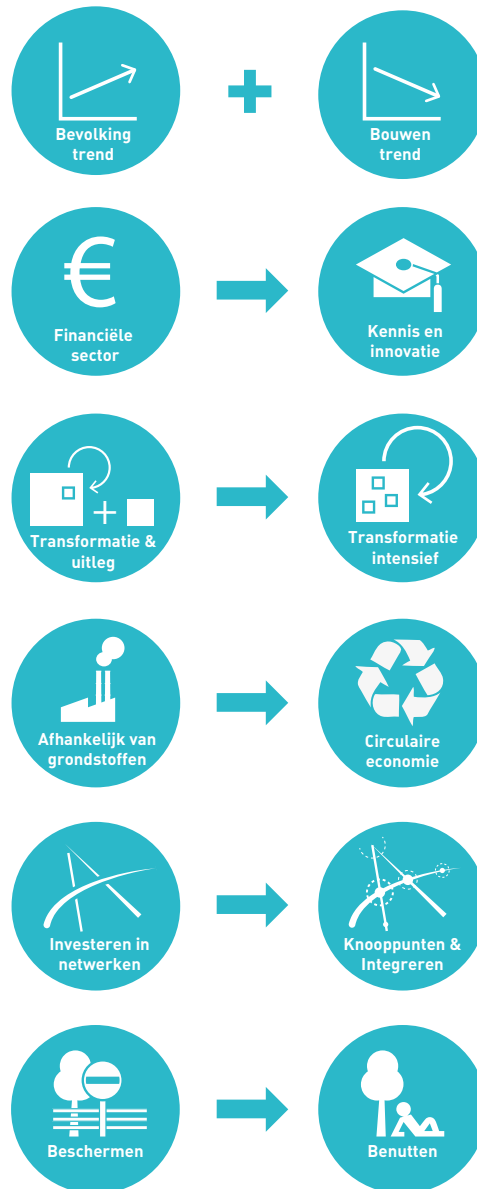 Bevolking
trend
Bouwen
trend
€
Financiële
sector
Kennis en
innovatie
Transformatie &
uitleg
Transformatie
intensief
Afhankelijk van
grondstoffen
Circulaire
economie
Investeren in
netwerken
Knooppunten &
Integreren
Beschermen
Benutten